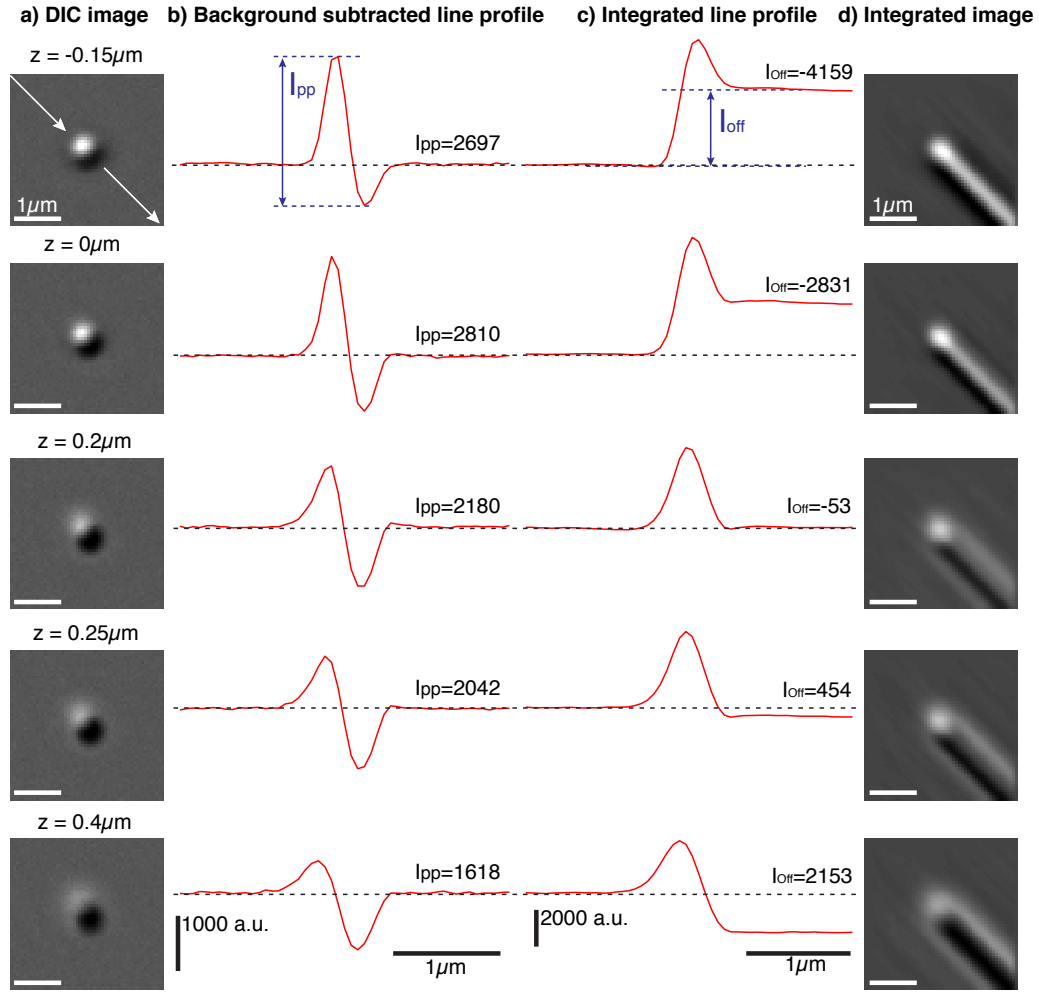 a) DIC image b) Background subtracted line profile c) Integrated line profile d) Integrated image
z = -0.15µm
Ipp
Ipp=2697
IOff=-4159
Ioff
1µm
1µm
z = 0µm
Ipp=2810
IOff=-2831
z = 0.2µm
Ipp=2180
IOff=-53
z = 0.25µm
Ipp=2042
IOff=454
z = 0.4µm
Ipp=1618
IOff=2153
1000 a.u.
1µm
2000 a.u.
1µm